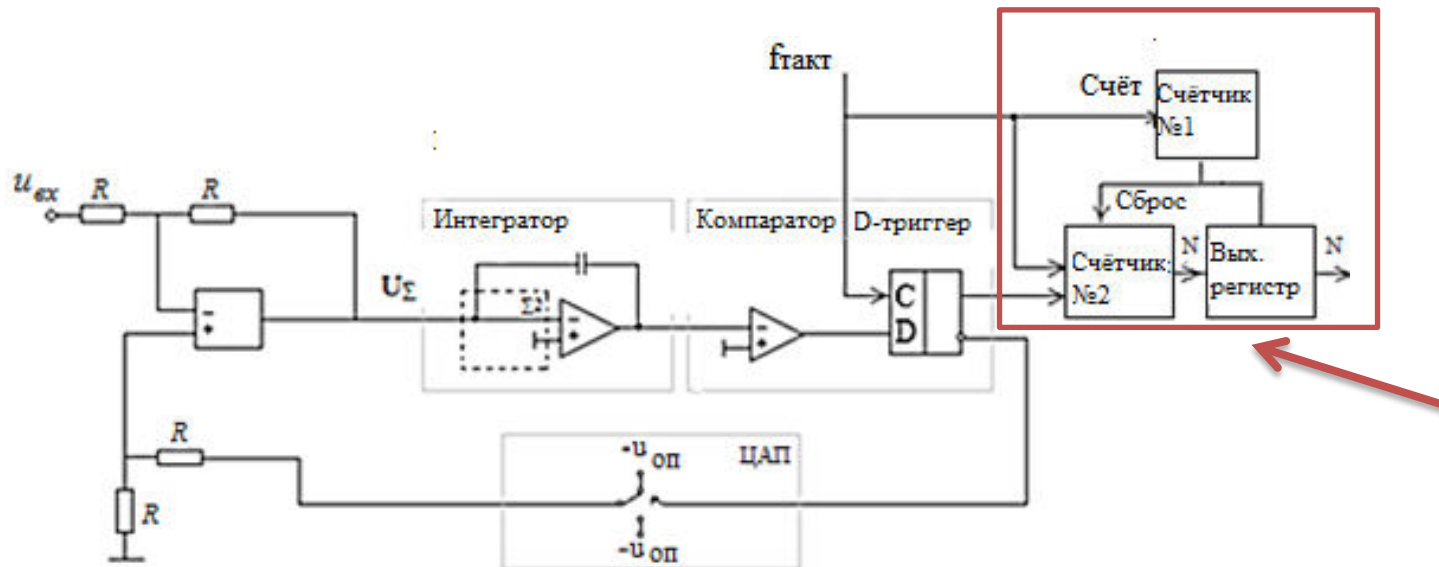 fтакт
Счёт
Счётчик
№1
Сброс
uвх
R
R
Интегратор
Компаратор
D-триггер
Счётчик
№2
N
Вых.
регистр
N
UΣ
Σ
-
+
-
+
-
+
C
D
R
R
-uоп
ЦАП
-uоп